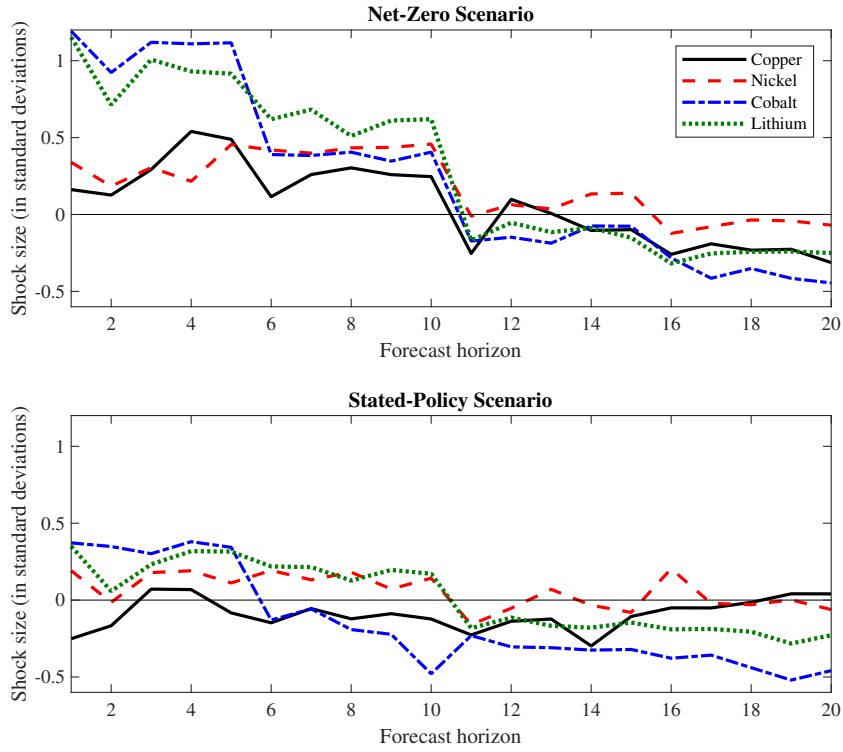 Net-Zero Scenario
Shock size (in standard deviations)
1
0.5
0
-0.5
Copper
Nickel
Cobalt
Lithium
2 4 6 8 10 12 14 16 18 20
Forecast horizon
Stated-Policy Scenario
Shock size (in standard deviations)
1
0.5
0
-0.5
2 4 6 8 10 12 14 16 18 20
Forecast horizon